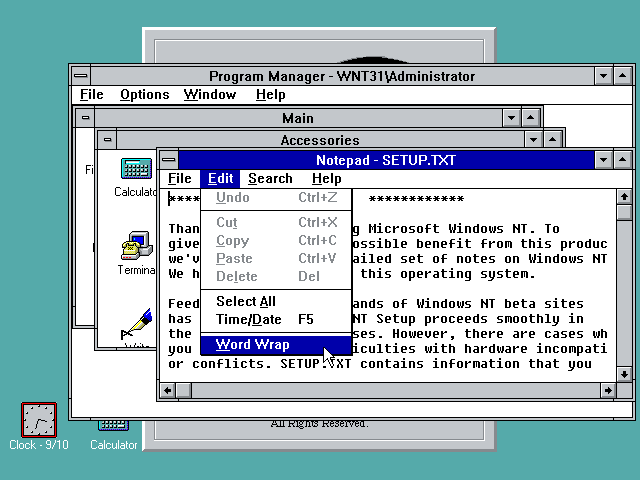 Program Manager - WNT31\Administrator
File Options Window Help
Main
Accessories
Fi
Calculator
Terminal
Write
Notepad - SETUP.TXT
File Edit Search Help
Undo Ctrl+Z
Cut Ctrl+X
Copy Ctrl+C
Paste Ctrl+V
Delete Del
Select All
Time/Date F5
Word Wrap
**** ************
Than g Microsoft Windows NT. To
give ossible benefit from this produc
we'v ailed set of notes on Windows NT
We h this operating system.
Feed ands of Windows NT beta sites
has NT Setup proceeds smoothly in
the ses. However, there are cases wh
you iculties with hardware incompati
or conflicts. SETUP.TXT contains information that you
All Rights Reserved.
Clock - 9/10
Calculator